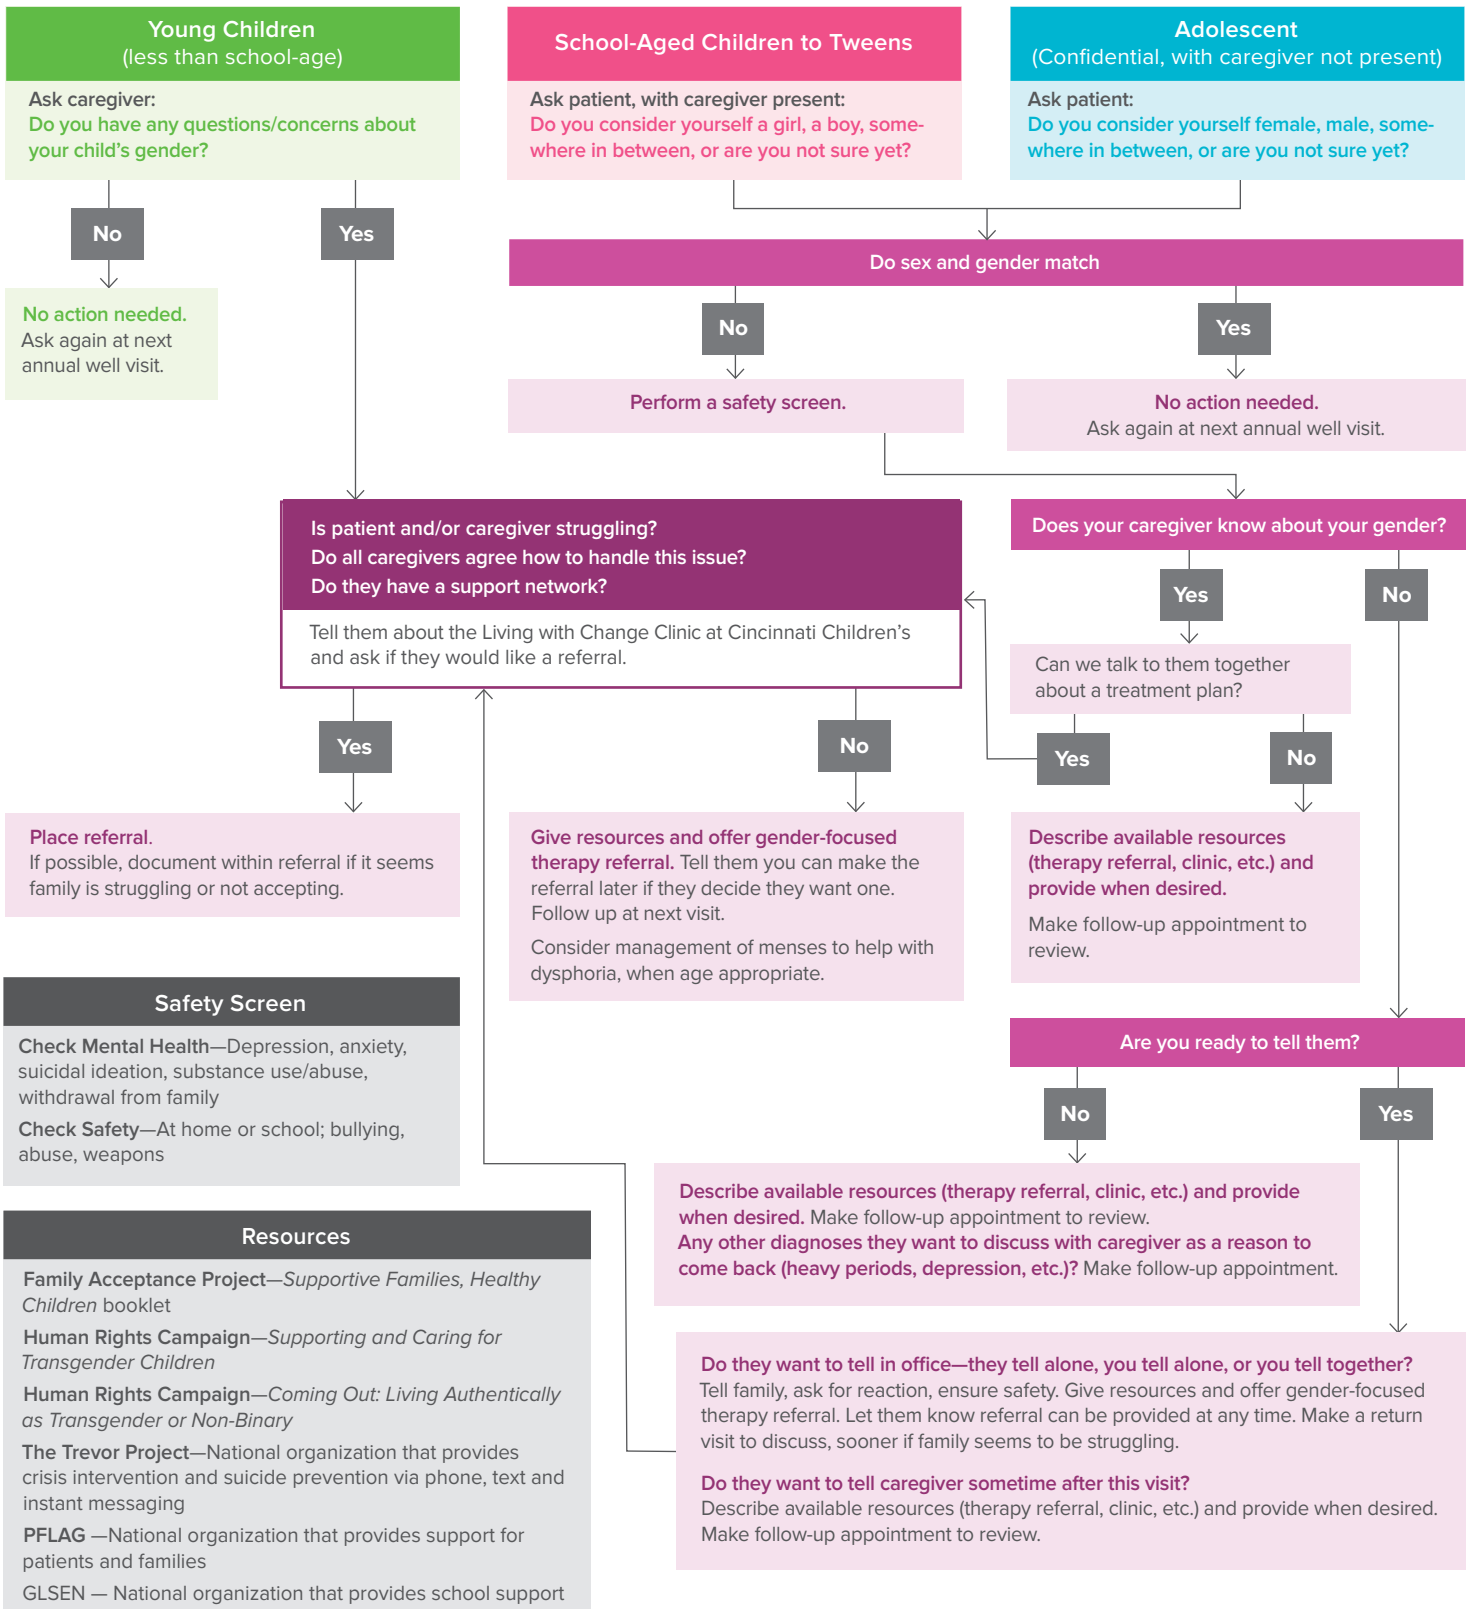 Young Children
(less than school-age)
Ask caregiver:
Do you have any questions/concerns about
your child's gender?
No
Yes
No action needed.
Ask again at next
annual well visit.
School-Aged Children to Tweens
Ask patient, with caregiver present:
Do you consider yourself a girl, a boy, some-
where in between, or are you not sure yet?
Adolescent
(Confidential, with caregiver not present)
Ask patient:
Do you consider yourself female, male, some-
where in between, or are you not sure yet?
Do sex and gender match
No
Yes
Perform a safety screen.
No action needed.
Ask again at next annual well visit.
Is patient and/or caregiver struggling?
Do all caregivers agree how to handle this issue?
Do they have a support network?
Tell them about the Living with Change Clinic at Cincinnati Children's
and ask if they would like a referral.
Yes
No
Does your caregiver know about your gender?
Yes
No
Can we talk to them together
about a treatment plan?
Yes
No
Place referral.
If possible, document within referral if it seems
family is struggling or not accepting.
Give resources and offer gender-focused
therapy referral. Tell them you can make the
referral later if they decide they want one.
Follow up at next visit.
Consider management of menses to help with
dysphoria, when age appropriate.
Describe available resources
(therapy referral, clinic, etc.) and
provide when desired.
Make follow-up appointment to
review.
Are you ready to tell them?
No
Yes
Describe available resources (therapy referral, clinic, etc.) and provide
when desired. Make follow-up appointment to review.
Any other diagnoses they want to discuss with caregiver as a reason to
come back (heavy periods, depression, etc.)? Make follow-up appointment.
Do they want to tell in office—they tell alone, you tell alone, or you tell together?
Tell family, ask for reaction, ensure safety. Give resources and offer gender-focused
therapy referral. Let them know referral can be provided at any time. Make a return
visit to discuss, sooner if family seems to be struggling.
Do they want to tell caregiver sometime after this visit?
Describe available resources (therapy referral, clinic, etc.) and provide when desired.
Make follow-up appointment to review.
Safety Screen
Check Mental Health—Depression, anxiety,
suicidal ideation, substance use/abuse,
withdrawal from family
Check Safety—At home or school; bullying,
abuse, weapons
Resources
Family Acceptance Project—Supportive Families, Healthy
Children booklet
Human Rights Campaign—Supporting and Caring for
Transgender Children
Human Rights Campaign—Coming Out: Living Authentically
as Transgender or Non-Binary
The Trevor Project—National organization that provides
crisis intervention and suicide prevention via phone, text and
instant messaging
PFLAG —National organization that provides support for
patients and families
GLSEN — National organization that provides school support